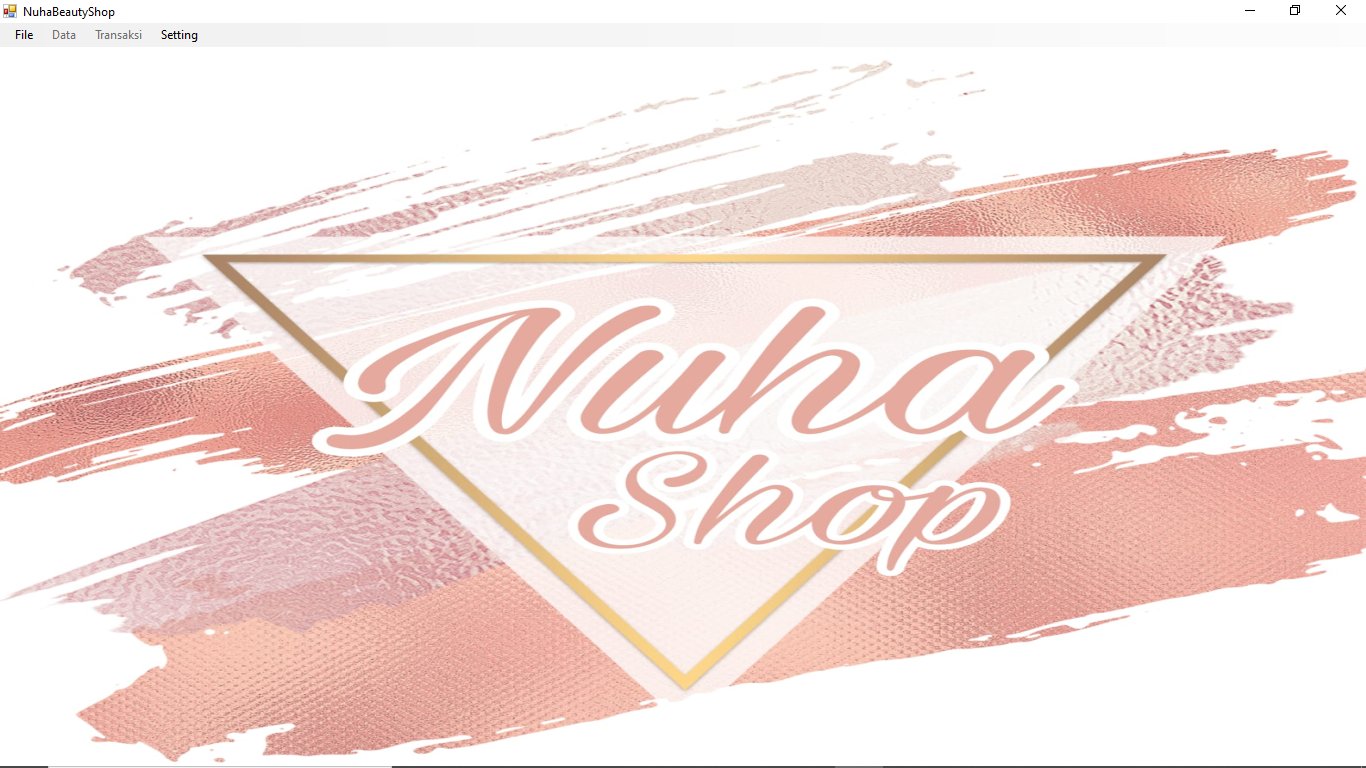 NuhaBeautyShop
File Data Transaksi Setting
Nuha
Shop